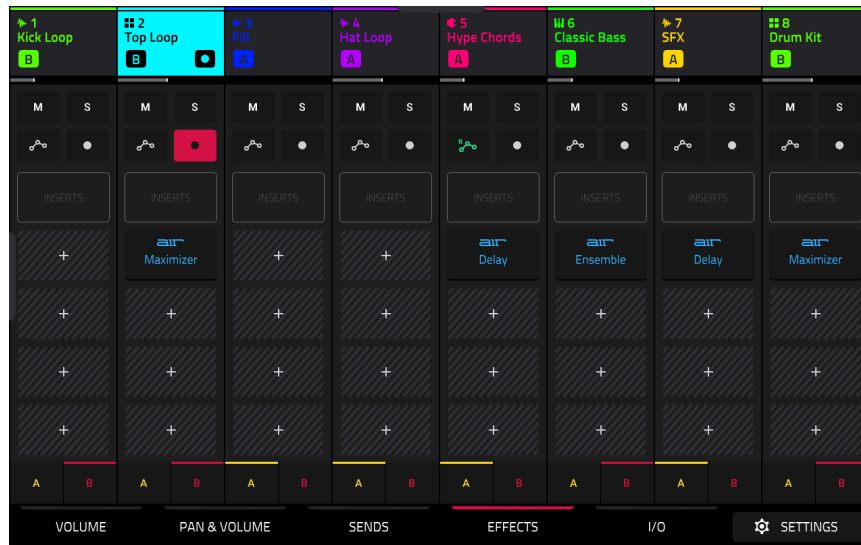 1 2 3 4 5 6 7 8
Kick Loop Top Loop Fill Hat Loop Hype Chords Classic Bass SFX Drum Kit
B B A A A B A B
M S M S M S M S M S M S M S M S
R
INSERTS INSERTS INSERTS INSERTS INSERTS INSERTS INSERTS INSERTS
+ air + + air air air air
Maximizer Delay Ensemble Delay Maximizer
+ + + + + + + +
+ + + + + + + +
+ + + + + + + +
A B A B A B A B A B A B A B A B
VOLUME PAN & VOLUME SENDS EFFECTS I/O SETTINGS